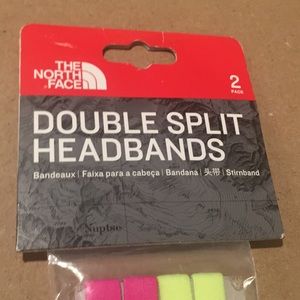 THE
NORTH
FACE
2
PACK
DOUBLE SPLIT
HEADBANDS
Bandeaux | Faixa para a cabeça | Bandana | 头带 | Stirnband
Nuptse